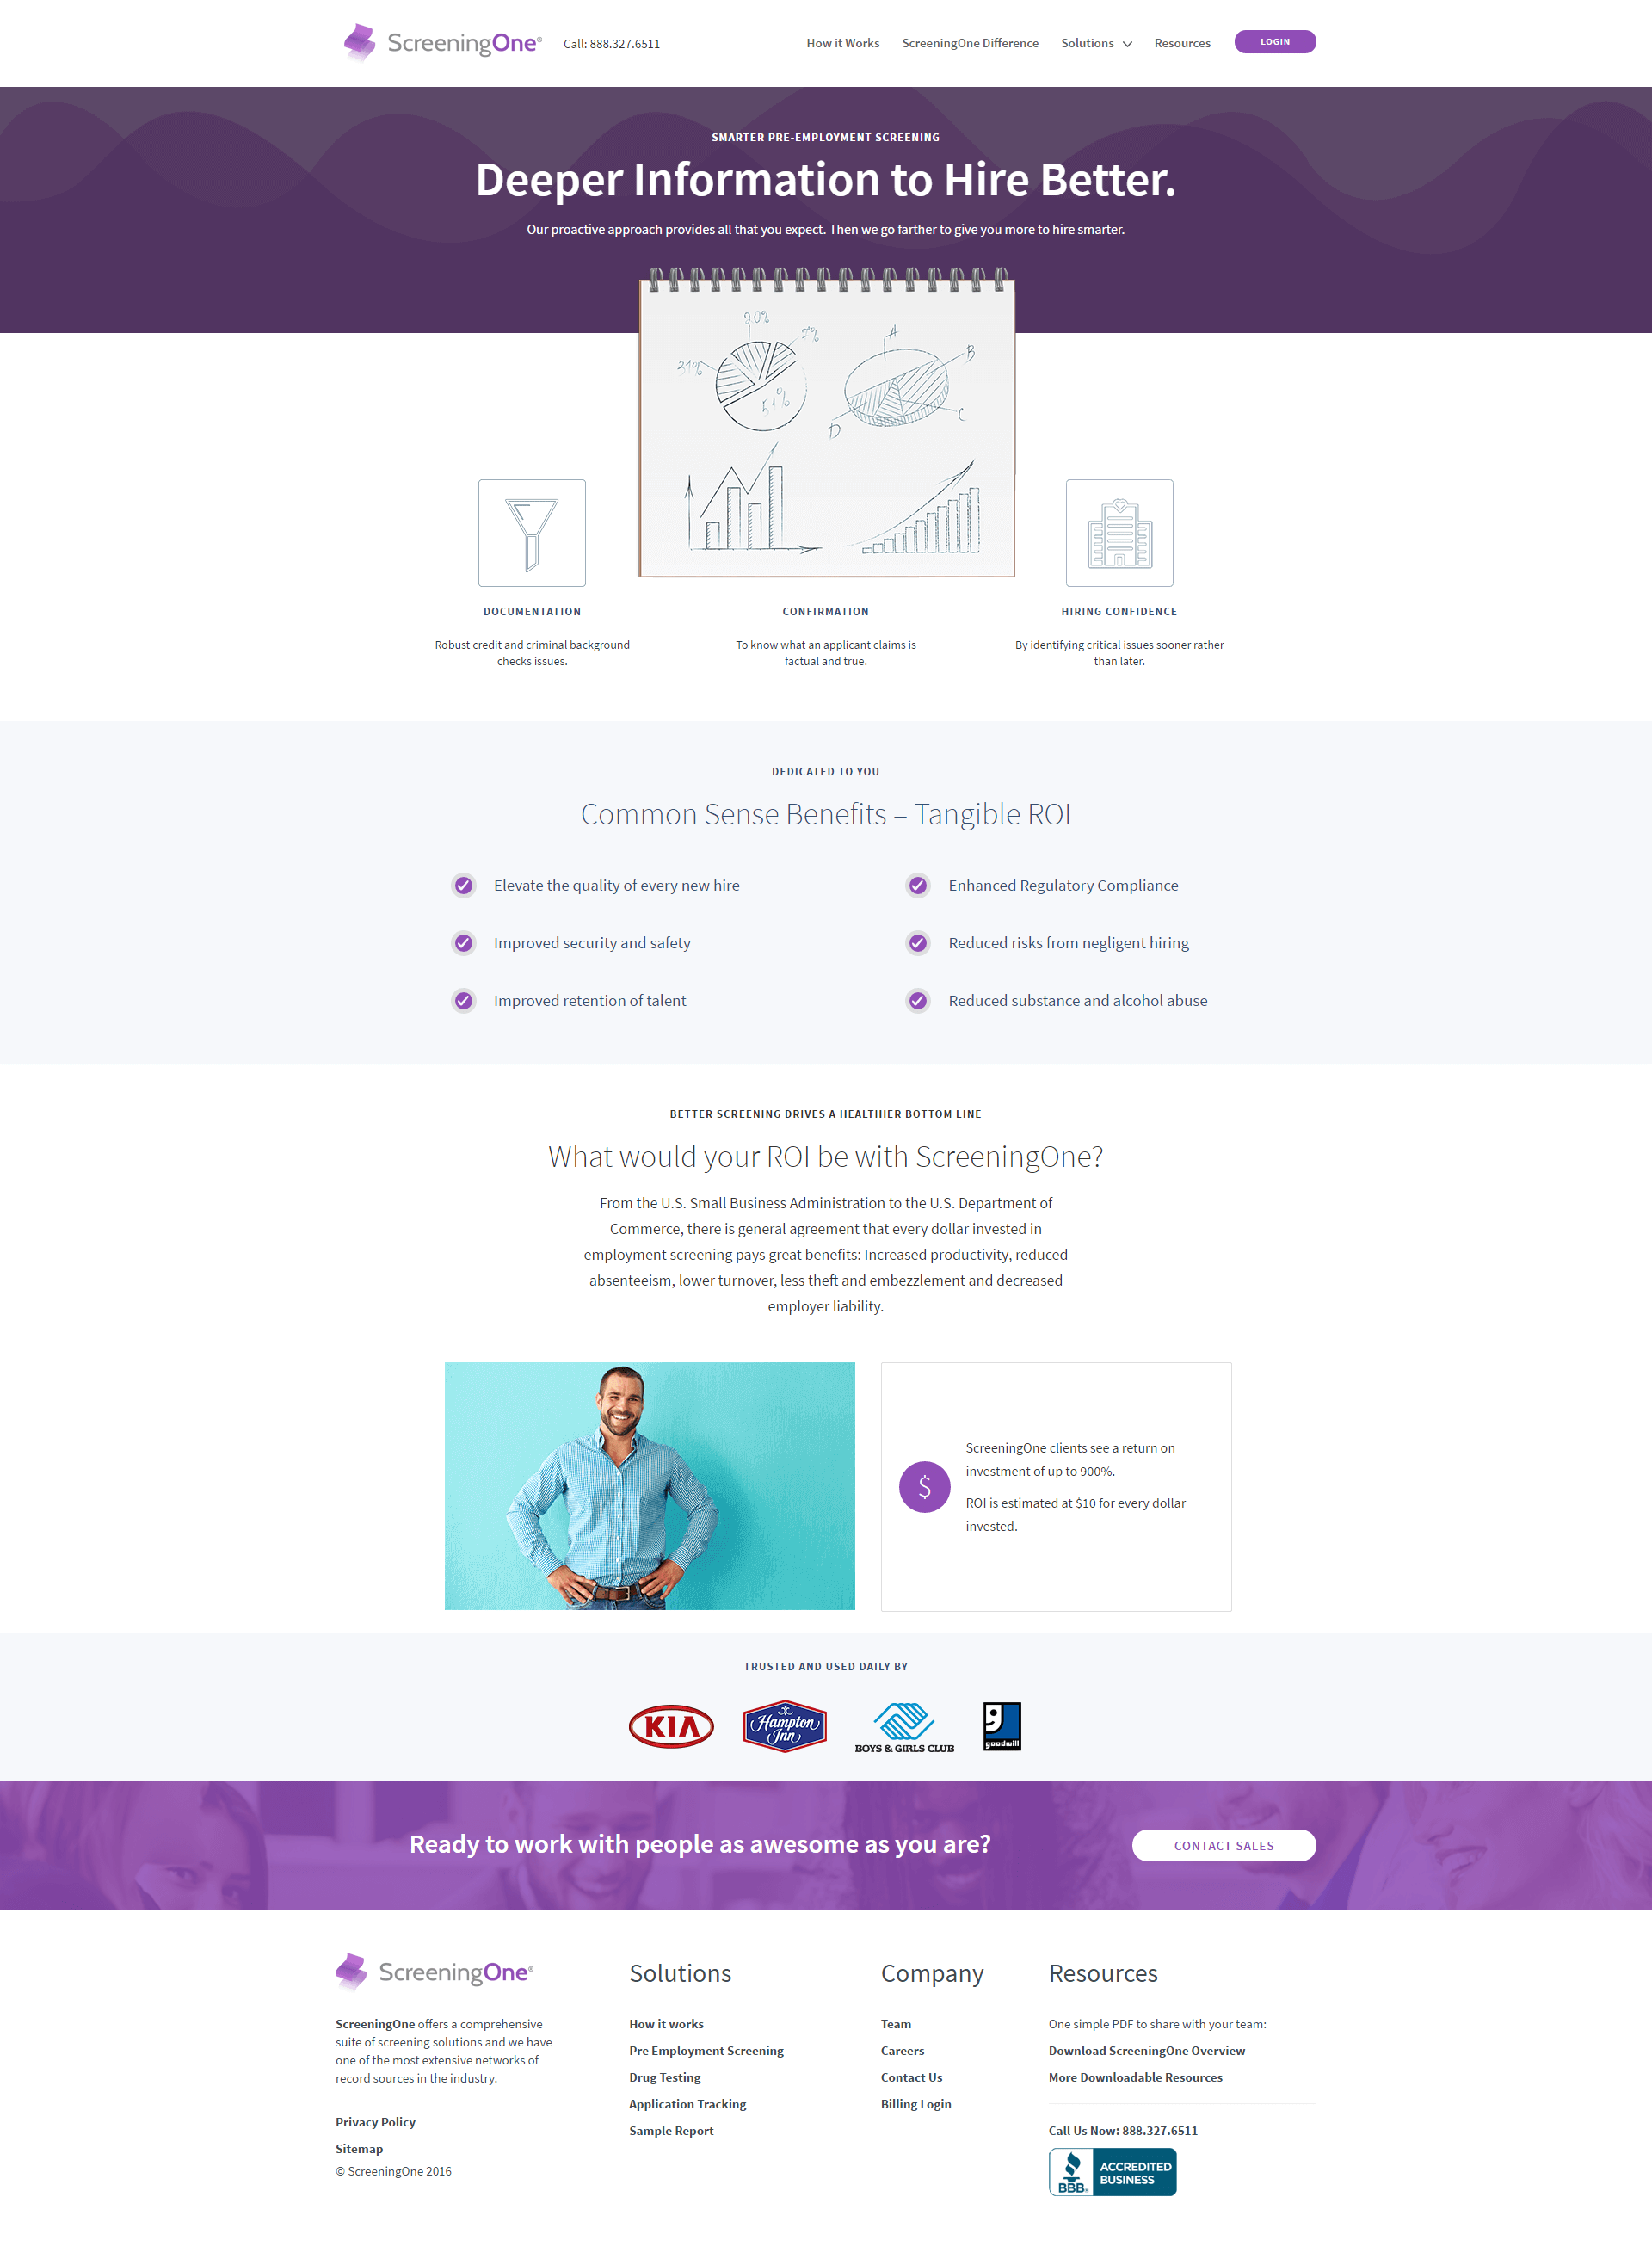 ScreeningOne®
Call: 888.327.6511
How it Works
ScreeningOne Difference
Solutions
Resources
LOGIN
SMARTER PRE-EMPLOYMENT SCREENING
Deeper Information to Hire Better.
Our proactive approach provides all that you expect. Then we go farther to give you more to hire smarter.
51%
A
B
C
D
DOCUMENTATION
Robust credit and criminal background
checks issues.
CONFIRMATION
To know what an applicant claims is
factual and true.
HIRING CONFIDENCE
By identifying critical issues sooner rather
than later.
DEDICATED TO YOU
Common Sense Benefits – Tangible ROI
Elevate the quality of every new hire
Enhanced Regulatory Compliance
Improved security and safety
Reduced risks from negligent hiring
Improved retention of talent
Reduced substance and alcohol abuse
BETTER SCREENING DRIVES A HEALTHIER BOTTOM LINE
What would your ROI be with ScreeningOne?
From the U.S. Small Business Administration to the U.S. Department of
Commerce, there is general agreement that every dollar invested in
employment screening pays great benefits: Increased productivity, reduced
absenteeism, lower turnover, less theft and embezzlement and decreased
employer liability.
$
ScreeningOne clients see a return on
investment of up to 900%.
ROI is estimated at $10 for every dollar
invested.
TRUSTED AND USED DAILY BY
KIA
Hampton
Inn
BOYS & GIRLS CLUB
goodwill
Ready to work with people as awesome as you are?
CONTACT SALES
ScreeningOne®
ScreeningOne offers a comprehensive
suite of screening solutions and we have
one of the most extensive networks of
record sources in the industry.
Privacy Policy
Sitemap
© ScreeningOne 2016
Solutions
How it works
Pre Employment Screening
Drug Testing
Application Tracking
Sample Report
Company
Team
Careers
Contact Us
Billing Login
Resources
One simple PDF to share with your team:
Download ScreeningOne Overview
More Downloadable Resources
Call Us Now: 888.327.6511
BBB.
ACCREDITED
BUSINESS